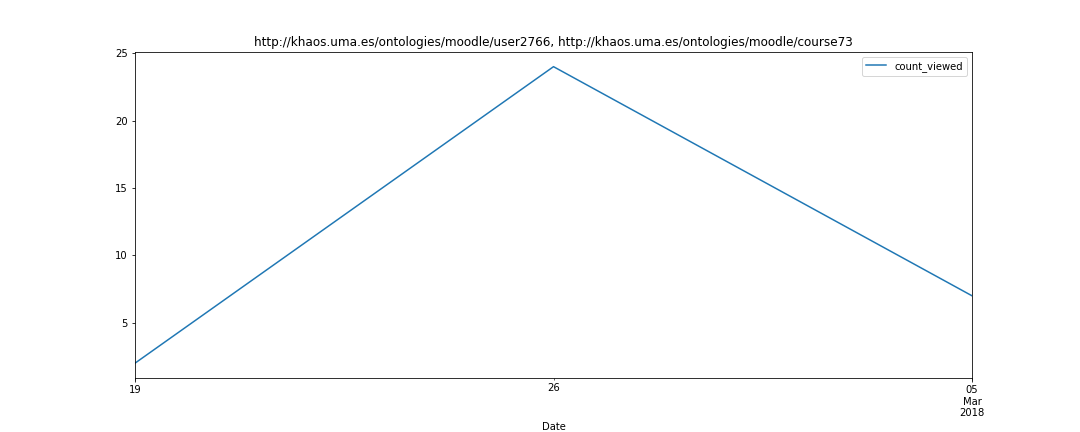 http://khaos.uma.es/ontologies/moodle/user2766, http://khaos.uma.es/ontologies/moodle/course73
count_viewed
25
20
15
10
5
19
26
05
Mar
2018
Date